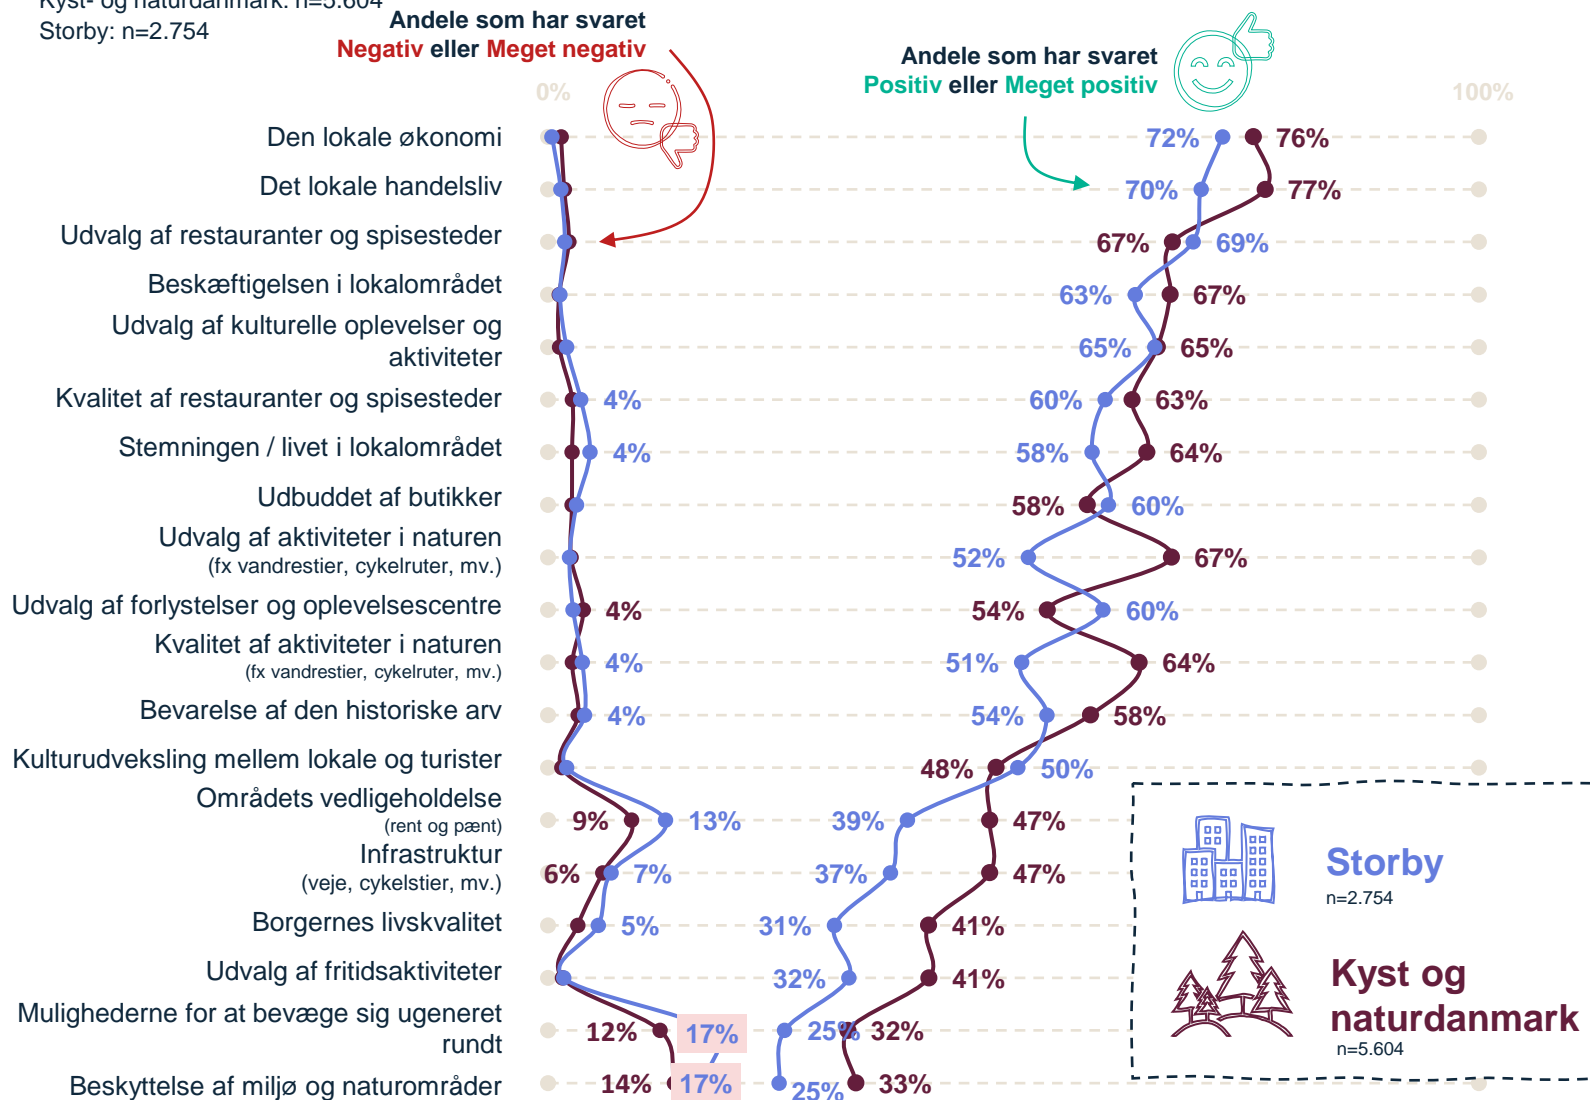 Kyst- og naturdanmark: n=5.604
Storby: n=2.754
Andele som har svaret
Negativ eller Meget negativ
Andele som har svaret
Positiv eller Meget positiv
0%
100%
Den lokale økonomi
72%
76%
Det lokale handelsliv
70%
77%
Udvalg af restauranter og spisesteder
67%
69%
Beskæftigelsen i lokalområdet
63%
67%
Udvalg af kulturelle oplevelser og
aktiviteter
65%
65%
Kvalitet af restauranter og spisesteder
4%
60%
63%
Stemningen / livet i lokalområdet
4%
58%
64%
Udbuddet af butikker
58%
60%
Udvalg af aktiviteter i naturen
(fx vandrestier, cykelruter, mv.)
52%
67%
Udvalg af forlystelser og oplevelsescentre
4%
54%
60%
Kvalitet af aktiviteter i naturen
(fx vandrestier, cykelruter, mv.)
4%
51%
64%
Bevarelse af den historiske arv
4%
54%
58%
Kulturudveksling mellem lokale og turister
48%
50%
Områdets vedligeholdelse
(rent og pænt)
9%
13%
39%
47%
Infrastruktur
(veje, cykelstier, mv.)
6%
7%
37%
47%
Borgernes livskvalitet
5%
31%
41%
Udvalg af fritidsaktiviteter
32%
41%
Mulighederne for at bevæge sig ugeneret
rundt
12%
17%
25%
32%
Beskyttelse af miljø og naturområder
14%
17%
25%
33%
Storby
n=2.754
Kyst og
naturdanmark
n=5.604